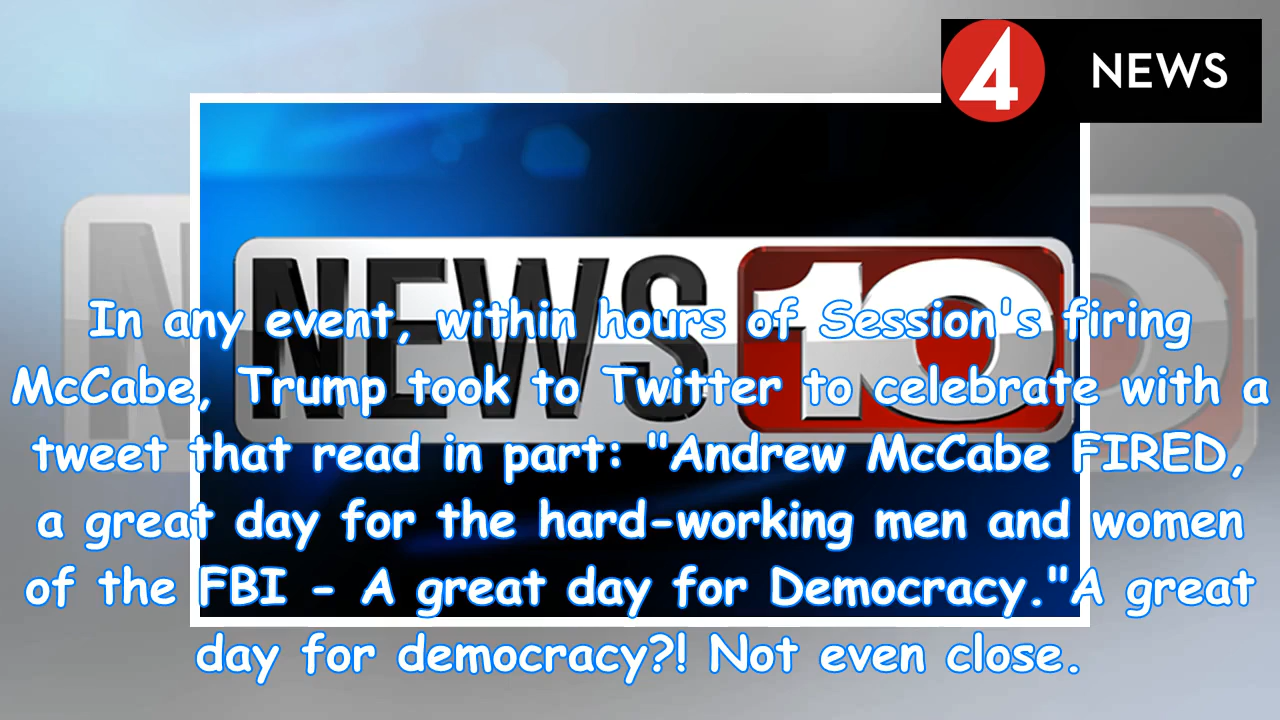 4 NEWS
NEWS 10
In any event, within hours of Session's firing
McCabe, Trump took to Twitter to celebrate with a
tweet that read in part: "Andrew McCabe FIRED,
a great day for the hard-working men and women
of the FBI - A great day for Democracy."A great
day for democracy?! Not even close.